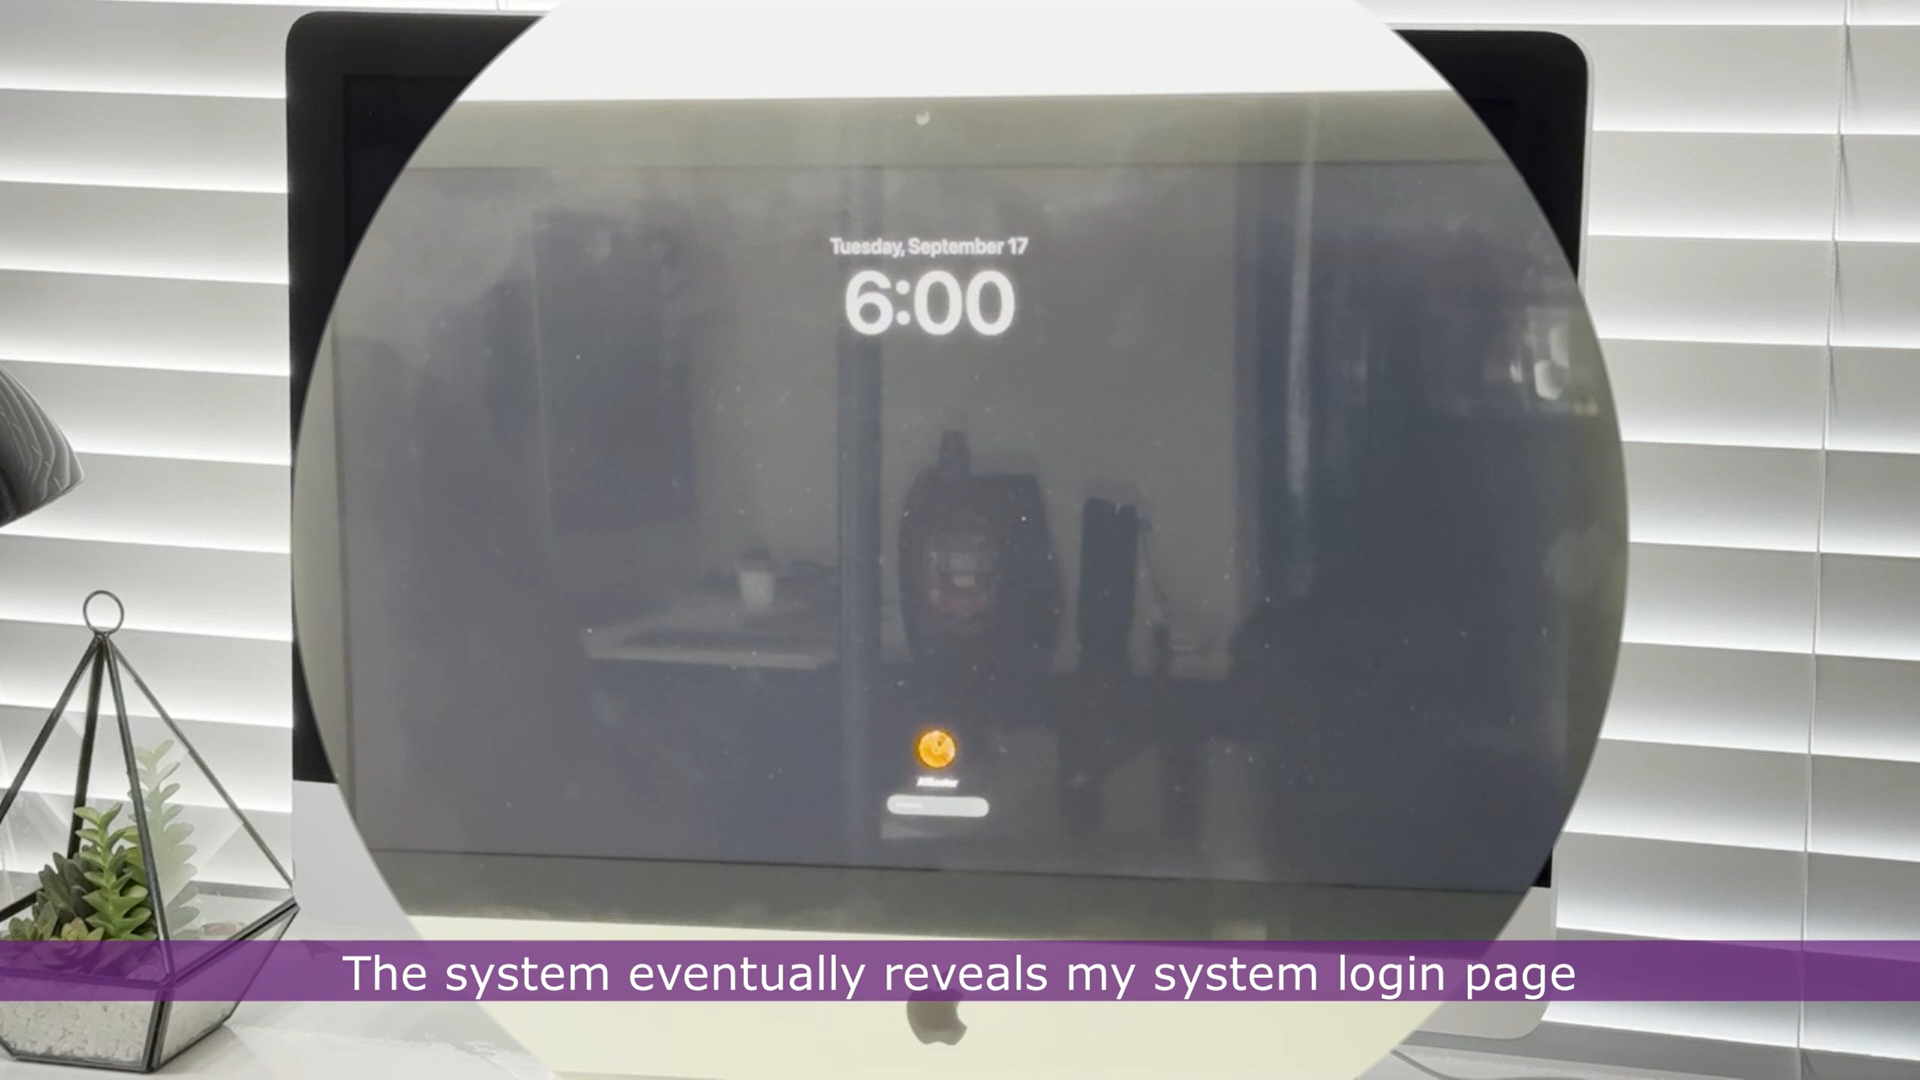 Tuesday, September 17
6:00
The system eventually reveals my system login page